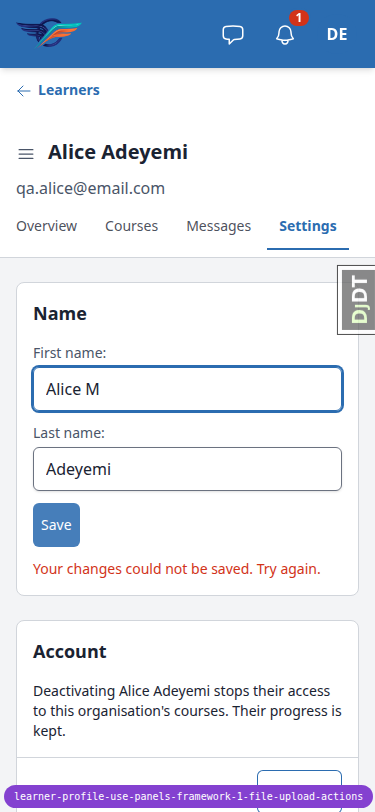 1
DE
← Learners
Alice Adeyemi
qa.alice@email.com
Overview Courses Messages Settings
DJDT
Name
First name:
Alice M
Last name:
Adeyemi
Save
Your changes could not be saved. Try again.
Account
Deactivating Alice Adeyemi stops their access
to this organisation's courses. Their progress is
kept.
learner-profile-use-panels-framework-1-file-upload-actions